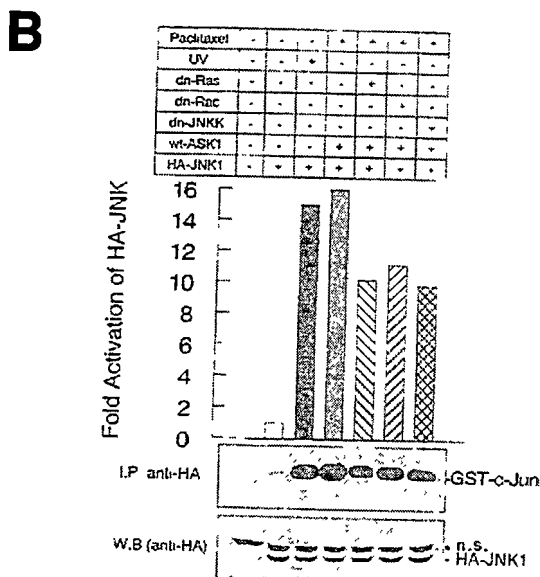 B
Paclitaxel - - - + + + +
UV - - + - - - -
dn-Ras - - - - + - -
dn-Rac - - - - - + -
dn-JNKK - - - - - - +
wt-ASK1 - - - + + + +
HA-JNK1 - + + + + + +
Fold Activation of HA-JNK
16
14
12
10
8
6
4
2
0
I.P anti-HA
GST-c-Jun
W.B (anti-HA)
n.s.
HA-JNK1